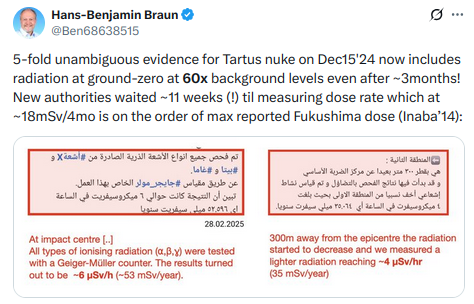 Hans-Benjamin Braun
@Ben68638515
5-fold unambiguous evidence for Tartus nuke on Dec15'24 now includes
radiation at ground-zero at 60x background levels even after ~3months!
New authorities waited ~11 weeks (!) til measuring dose rate which at
~18mSv/4mo is on the order of max reported Fukushima dose (Inaba'14):
تم فحص جميع انواع الأشعة الذرية الصادرة من #أشعةX و
#بيتا و #غاما.
عن طريق مقياس #جايجر_مولر الخاص بهذا العمل.
تبين أن النتيجة كانت حوالي ٦ ميكروسيفريت في الساعة
اي ٥٢,٥٩٦ ميلي سيفريت سنويا
28.02.2025
At impact centre [..]
All types of ionising radiation (α,β,γ) were tested
with a Geiger-Müller counter. The results turned
out to be ~6 μSv/h (~53 mSv/year).
المنطقة الثانية :
هي بقطر ٣٠٠ متر بعيدا عن مركز الضربة الاساسي
و قد بدأت فيها نتائج الفحص بالتضاؤل و تم قياس نشاط
إشعاعي أخف نسبيا من المنطقة الاولى بحيث بلغت
٤ ميكروسيفرت في الساعة أي ٣٥,٠٦٤ ميلي سيفرت سنويا.
300m away from the epicentre the radiation
started to decrease and we measured a
lighter radiation reaching ~4 μSv/hr
(35 mSv/year)